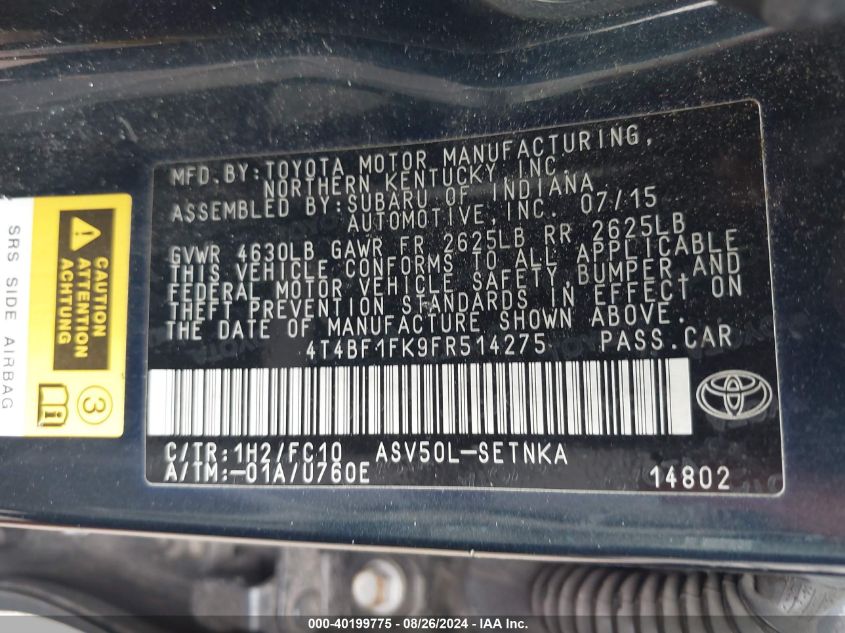 MFD.BY:TOYOTA MOTOR MANUFACTURING,
NORTHERN KENTUCKY, INC.
ASSEMBLED BY:SUBARU OF INDIANA
AUTOMOTIVE,INC. 07/15
GVWR 4630LB GAWR FR 2625LB RR 2625LB
THIS VEHICLE CONFORMS TO ALL APPLICABLE
FEDERAL MOTOR VEHICLE SAFETY,BUMPER,AND
THEFT PREVENTION STANDARDS IN EFFECT ON
THE DATE OF MANUFACTURE SHOWN ABOVE.
4T4BF1FK9FR514275 PASS.CAR
C/TR:1H2/FC10 ASV50L-SETNKA
A/TM:-01A/U760E 14802
SRS SIDE AIRBAG
CAUTION
ATTENTION
ACHTUNG
3
000-40199775 - 08/26/2024 - IAA Inc.